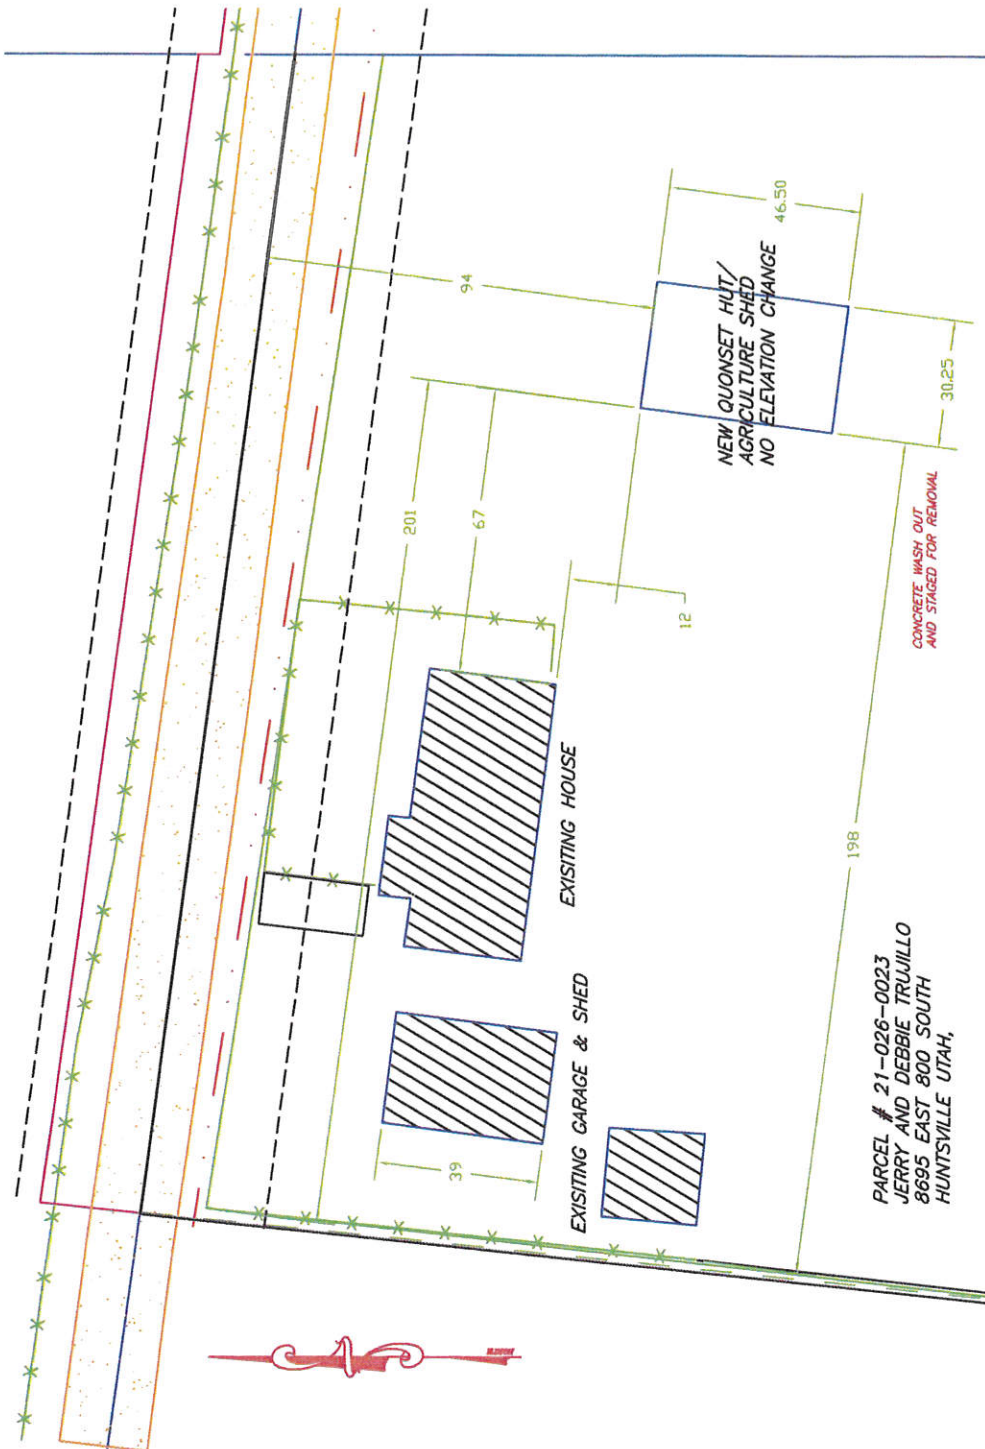 94
46.50
NEW QUONSET HUT/
AGRICULTURE SHED
NO ELEVATION CHANGE
30.25
201
67
12
CONCRETE WASH OUT
AND STAGED FOR REMOVAL
198
EXISITING HOUSE
EXISITING GARAGE & SHED
39
PARCEL # 21-026-0023
JERRY AND DEBBIE TRUJILLO
8695 EAST 800 SOUTH
HUNTSVILLE UTAH,